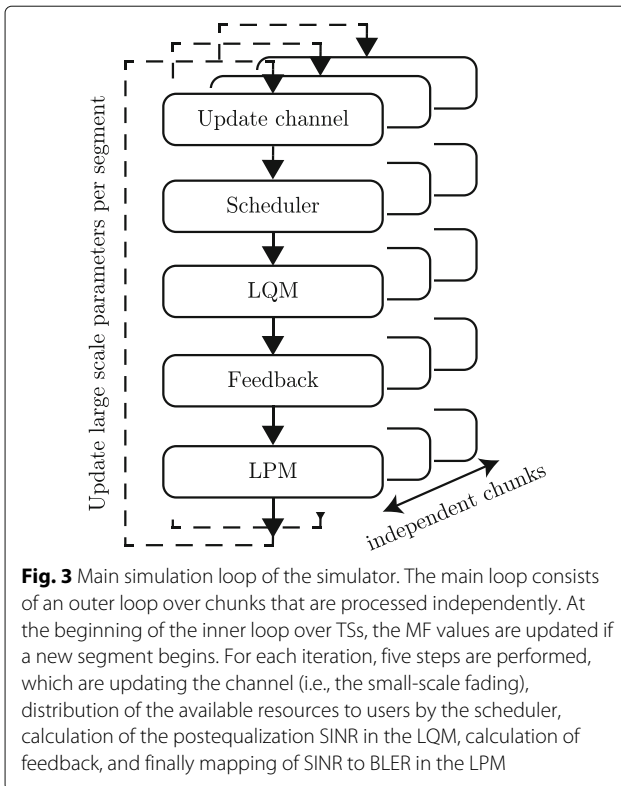 Update large scale parameters per segment
Update channel
Scheduler
LQM
Feedback
LPM
independent chunks
Fig. 3 Main simulation loop of the simulator. The main loop consists
of an outer loop over chunks that are processed independently. At
the beginning of the inner loop over TSs, the MF values are updated if
a new segment begins. For each iteration, five steps are performed,
which are updating the channel (i.e., the small-scale fading),
distribution of the available resources to users by the scheduler,
calculation of the postequalization SINR in the LQM, calculation of
feedback, and finally mapping of SINR to BLER in the LPM